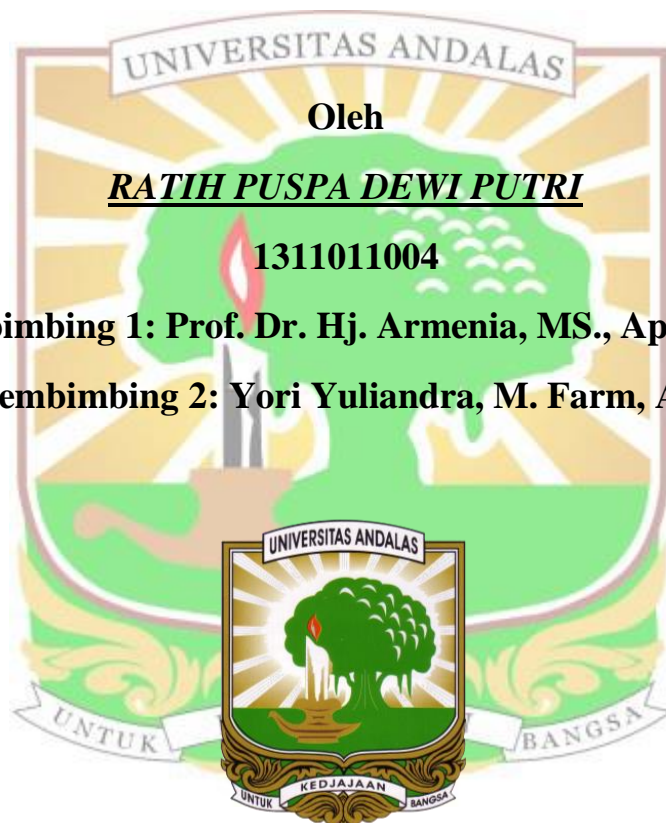 UNIVERSITAS ANDALAS
Oleh
RATIH PUSPA DEWI PUTRI
1311011004
bimbing 1: Prof. Dr. Hj. Armenia, MS., Ap
embimbing 2: Yori Yuliandra, M. Farm, A
UNIVERSITAS ANDALAS
UNTUK BANGSA
UNTUK KEDJAJAAN BANGSA